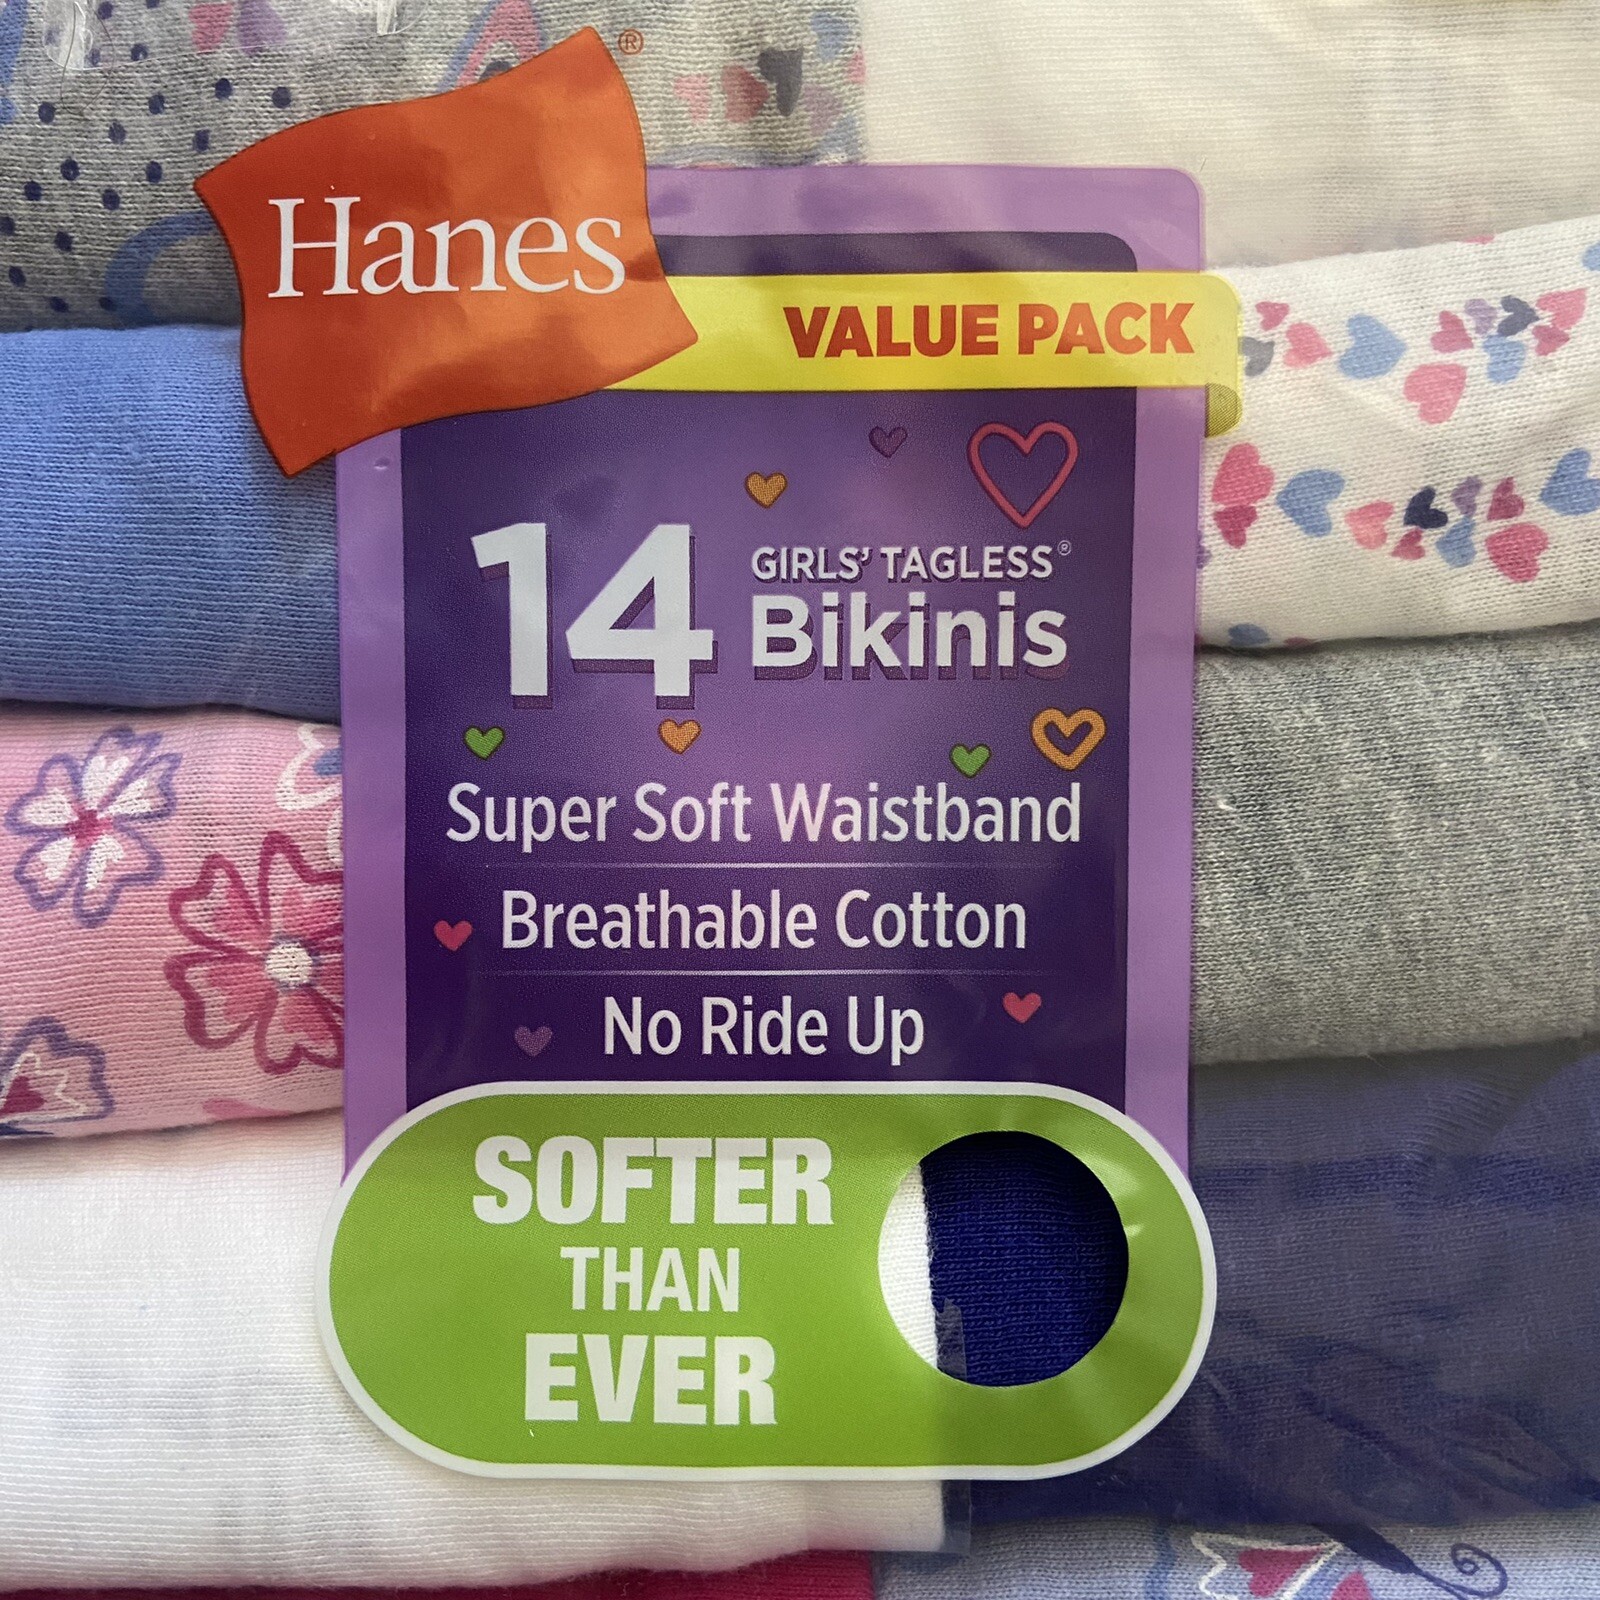 Hanes®
VALUE PACK
14
GIRLS' TAGLESS®
Bikinis
Super Soft Waistband
Breathable Cotton
No Ride Up
SOFTER
THAN
EVER